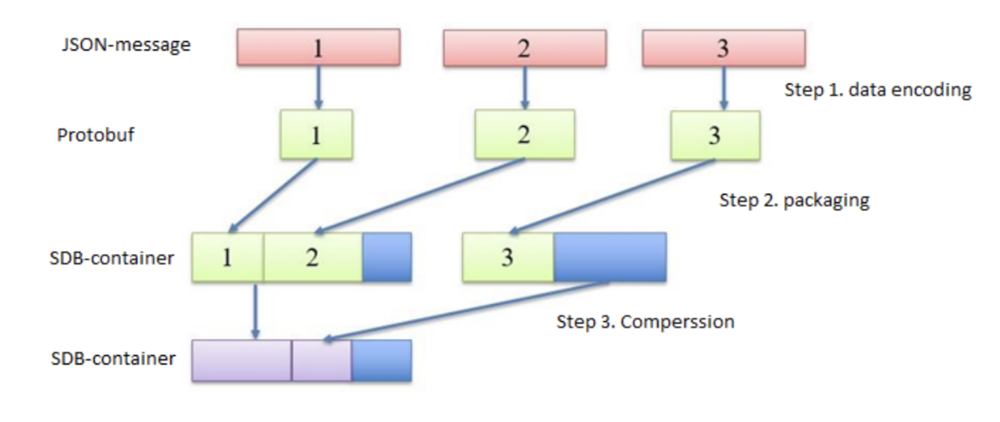 JSON-message 1 2 3
Step 1. data encoding
Protobuf 1 2 3
Step 2. packaging
SDB-container 1 2 3
Step 3. Comperssion
SDB-container